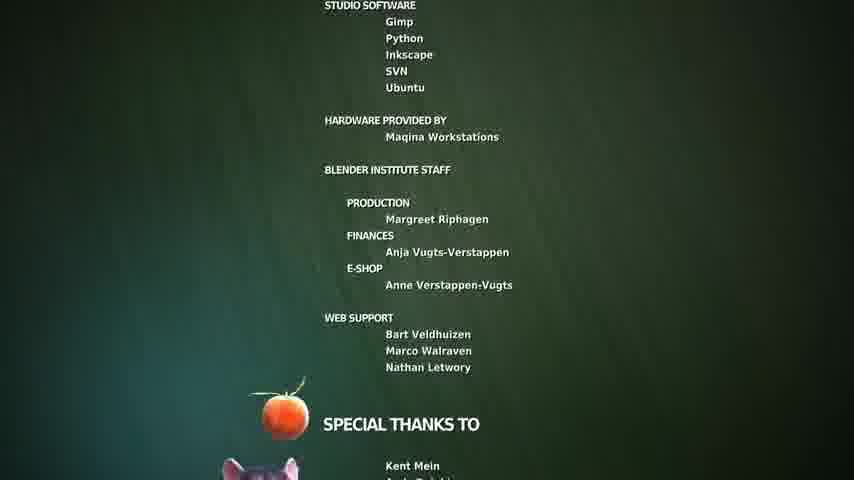 STUDIO SOFTWARE
Gimp
Python
Inkscape
SVN
Ubuntu
HARDWARE PROVIDED BY
Maqina Workstations
BLENDER INSTITUTE STAFF
PRODUCTION
Margreet Riphagen
FINANCES
Anja Vugts-Verstappen
E-SHOP
Anne Verstappen-Vugts
WEB SUPPORT
Bart Veldhuizen
Marco Walraven
Nathan Letwory
SPECIAL THANKS TO
Kent Mein